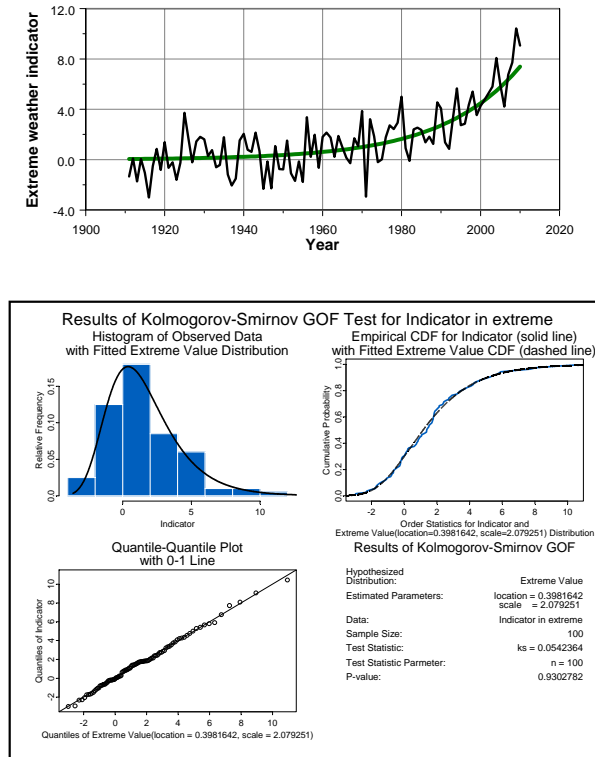 12.0
8.0
4.0
0.0
-4.0
Extreme weather indicator
1900 1920 1940 1960 1980 2000 2020
Year
Results of Kolmogorov-Smirnov GOF Test for Indicator in extreme
Histogram of Observed Data
with Fitted Extreme Value Distribution
Relative Frequency
0.0 0.05 0.10 0.15
0 5 10
Indicator
Empirical CDF for Indicator (solid line)
with Fitted Extreme Value CDF (dashed line)
Cumulative Probability
0.0 0.2 0.4 0.6 0.8 1.0
-2 0 2 4 6 8 10
Order Statistics for Indicator and
Extreme Value(location=0.3981642, scale=2.079251) Distribution
Quantile-Quantile Plot
with 0-1 Line
Quantiles of Indicator
-2 0 2 4 6 8 10
-2 0 2 4 6 8 10
Quantiles of Extreme Value(location = 0.3981642, scale = 2.079251)
Results of Kolmogorov-Smirnov GOF
Hypothesized
Distribution: Extreme Value
Estimated Parameters: location = 0.3981642
scale = 2.079251
Data: Indicator in extreme
Sample Size: 100
Test Statistic: ks = 0.0542364
Test Statistic Parmeter: n = 100
P-value: 0.9302782